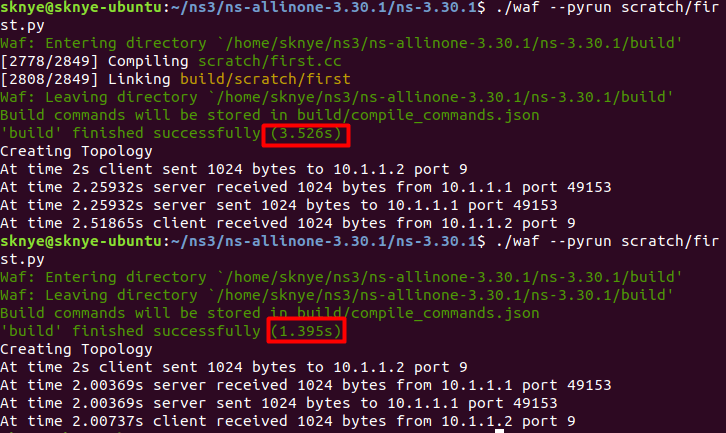 sknye@sknye-ubuntu:~/ns3/ns-allinone-3.30.1/ns-3.30.1$ ./waf --pyrun scratch/fir
st.py
Waf: Entering directory `/home/sknye/ns3/ns-allinone-3.30.1/ns-3.30.1/build'
[2778/2849] Compiling scratch/first.cc
[2808/2849] Linking build/scratch/first
Waf: Leaving directory `/home/sknye/ns3/ns-allinone-3.30.1/ns-3.30.1/build'
Build commands will be stored in build/compile_commands.json
'build' finished successfully (3.526s)
Creating Topology
At time 2s client sent 1024 bytes to 10.1.1.2 port 9
At time 2.25932s server received 1024 bytes from 10.1.1.1 port 49153
At time 2.25932s server sent 1024 bytes to 10.1.1.1 port 49153
At time 2.51865s client received 1024 bytes from 10.1.1.2 port 9
sknye@sknye-ubuntu:~/ns3/ns-allinone-3.30.1/ns-3.30.1$ ./waf --pyrun scratch/fir
st.py
Waf: Entering directory `/home/sknye/ns3/ns-allinone-3.30.1/ns-3.30.1/build'
Waf: Leaving directory `/home/sknye/ns3/ns-allinone-3.30.1/ns-3.30.1/build'
Build commands will be stored in build/compile_commands.json
'build' finished successfully (1.395s)
Creating Topology
At time 2s client sent 1024 bytes to 10.1.1.2 port 9
At time 2.00369s server received 1024 bytes from 10.1.1.1 port 49153
At time 2.00369s server sent 1024 bytes to 10.1.1.1 port 49153
At time 2.00737s client received 1024 bytes from 10.1.1.2 port 9